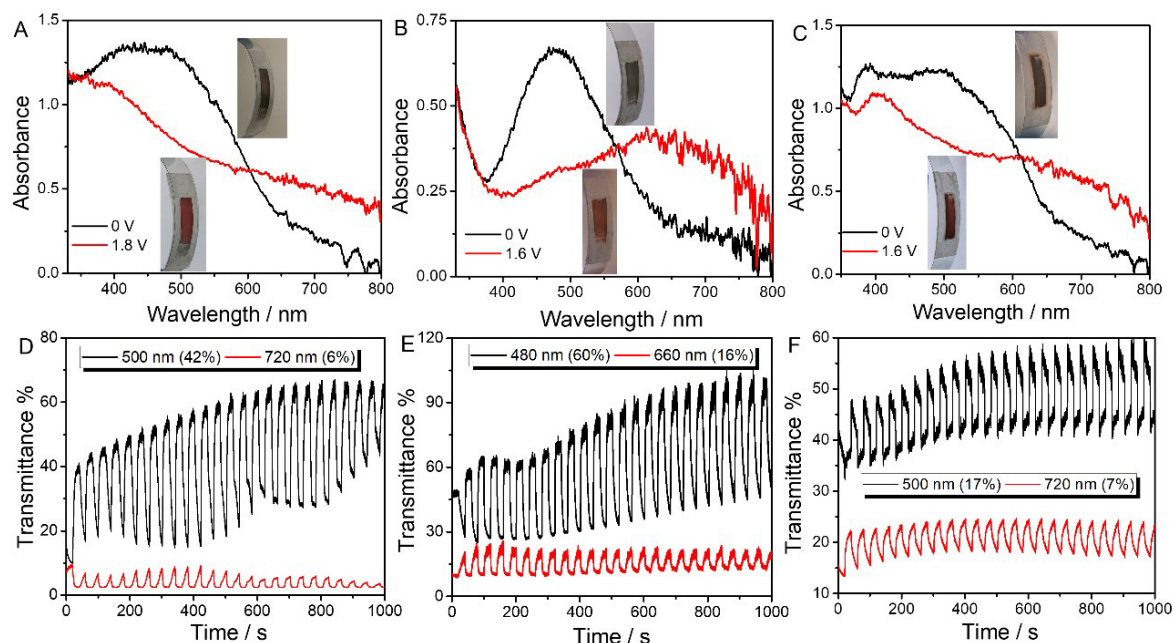 A
1.5
1.0
0.5
0.0
Absorbance
0 V
1.8 V
400 500 600 700 800
Wavelength / nm
B
0.75
0.50
0.25
0.00
Absorbance
0 V
1.6 V
400 500 600 700 800
Wavelength / nm
C
1.5
1.0
0.5
0.0
Absorbance
0 V
1.6 V
400 500 600 700 800
Wavelength / nm
D
80
60
40
20
0
Transmittance %
500 nm (42%) 720 nm (6%)
0 200 400 600 800 1000
Time / s
E
120
90
60
30
0
Transmittance %
480 nm (60%) 660 nm (16%)
0 200 400 600 800 1000
Time / s
F
60
50
40
30
20
10
Transmittance %
500 nm (17%) 720 nm (7%)
0 200 400 600 800 1000
Time / s